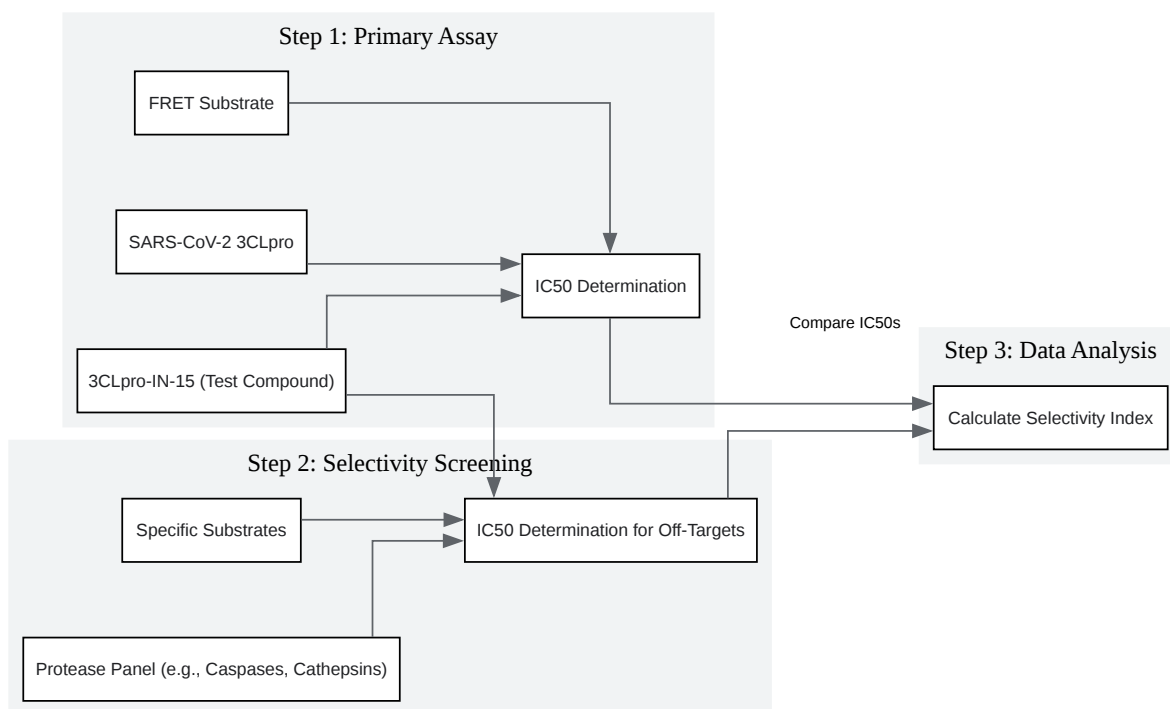 Step 1: Primary Assay
FRET Substrate
SARS-CoV-2 3CLpro
IC50 Determination
3CLpro-IN-15 (Test Compound)
Compare IC50s
Step 3: Data Analysis
Calculate Selectivity Index
Step 2: Selectivity Screening
Specific Substrates
IC50 Determination for Off-Targets
Protease Panel (e.g., Caspases, Cathepsins)